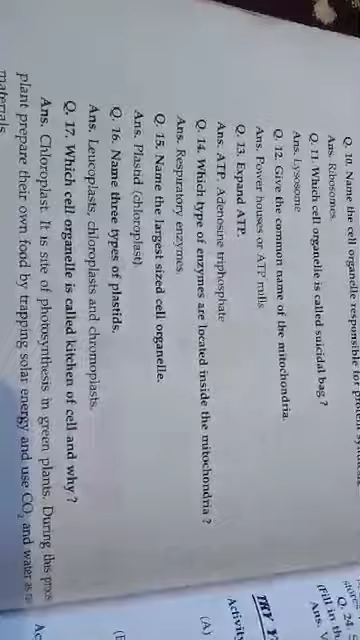 Q. 10. Name the cell organelle responsible for protein
Ans. Ribosomes.
Q. 11. Which cell organelle is called suicidal bag ?
Ans. Lysosome
Q. 12. Give the common name of the mitochondria.
Ans. Power houses or ATP mills
Q. 13. Expand ATP.
Ans. ATP. Adenosine triphosphate
Q. 14. Which type of enzymes are located inside the mitochondria ?
Ans. Respiratory enzymes.
Q. 15. Name the largest sized cell organelle.
Ans. Plastid (chloroplast)
Q. 16. Name three types of plastids.
Ans. Leucoplasts, chloroplasts and chromoplasts.
Q. 17. Which cell organelle is called kitchen of cell and why ?
Ans. Chloroplast. It is site of photosynthesis in green plants. During this
plant prepare their own food by trapping solar energy and use CO₂ and water as
materials.
Q. 24.
(Fill in
Ans.
TRY
Activity
(A)